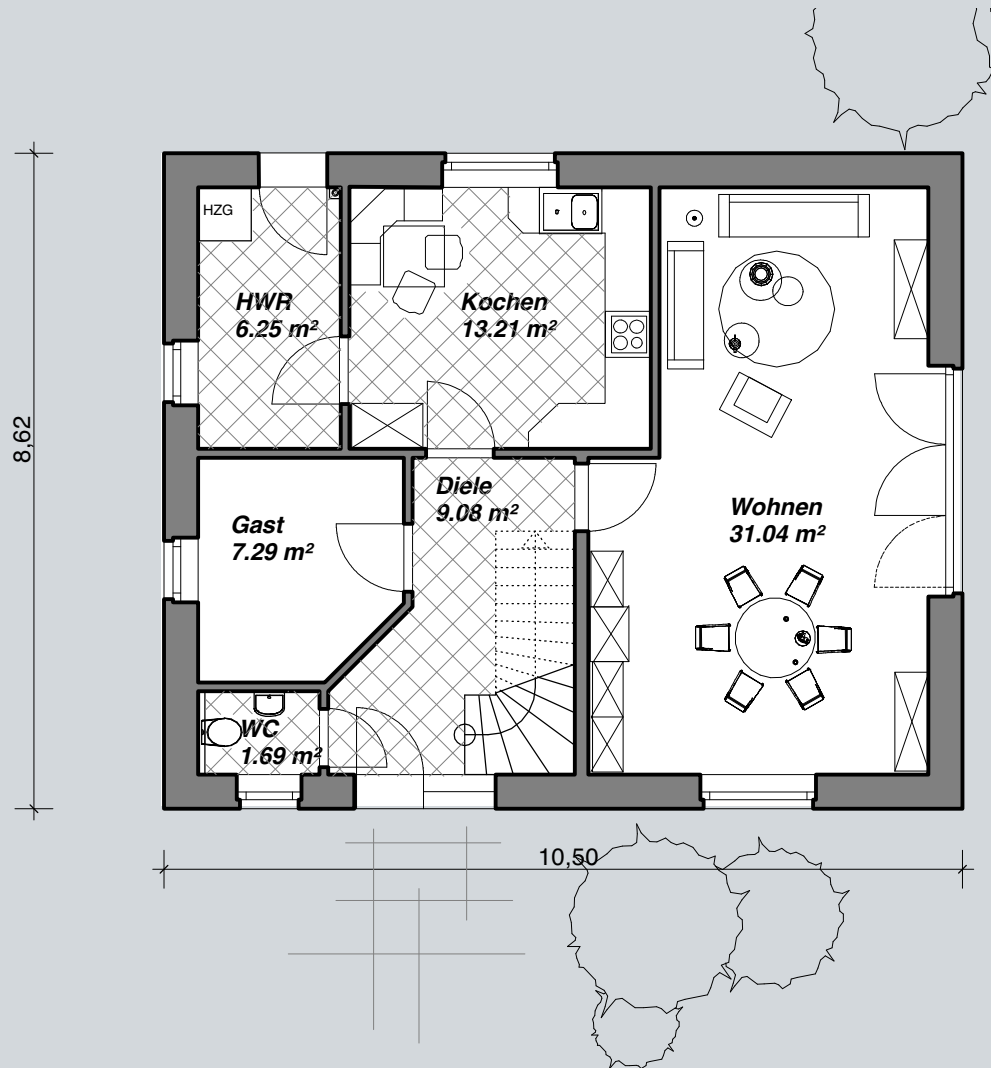 HZG
HWR
6.25 m²
Kochen
13.21 m²
8,62
Diele
9.08 m²
Gast
7.29 m²
Wohnen
31.04 m²
WC
1.69 m²
10,50